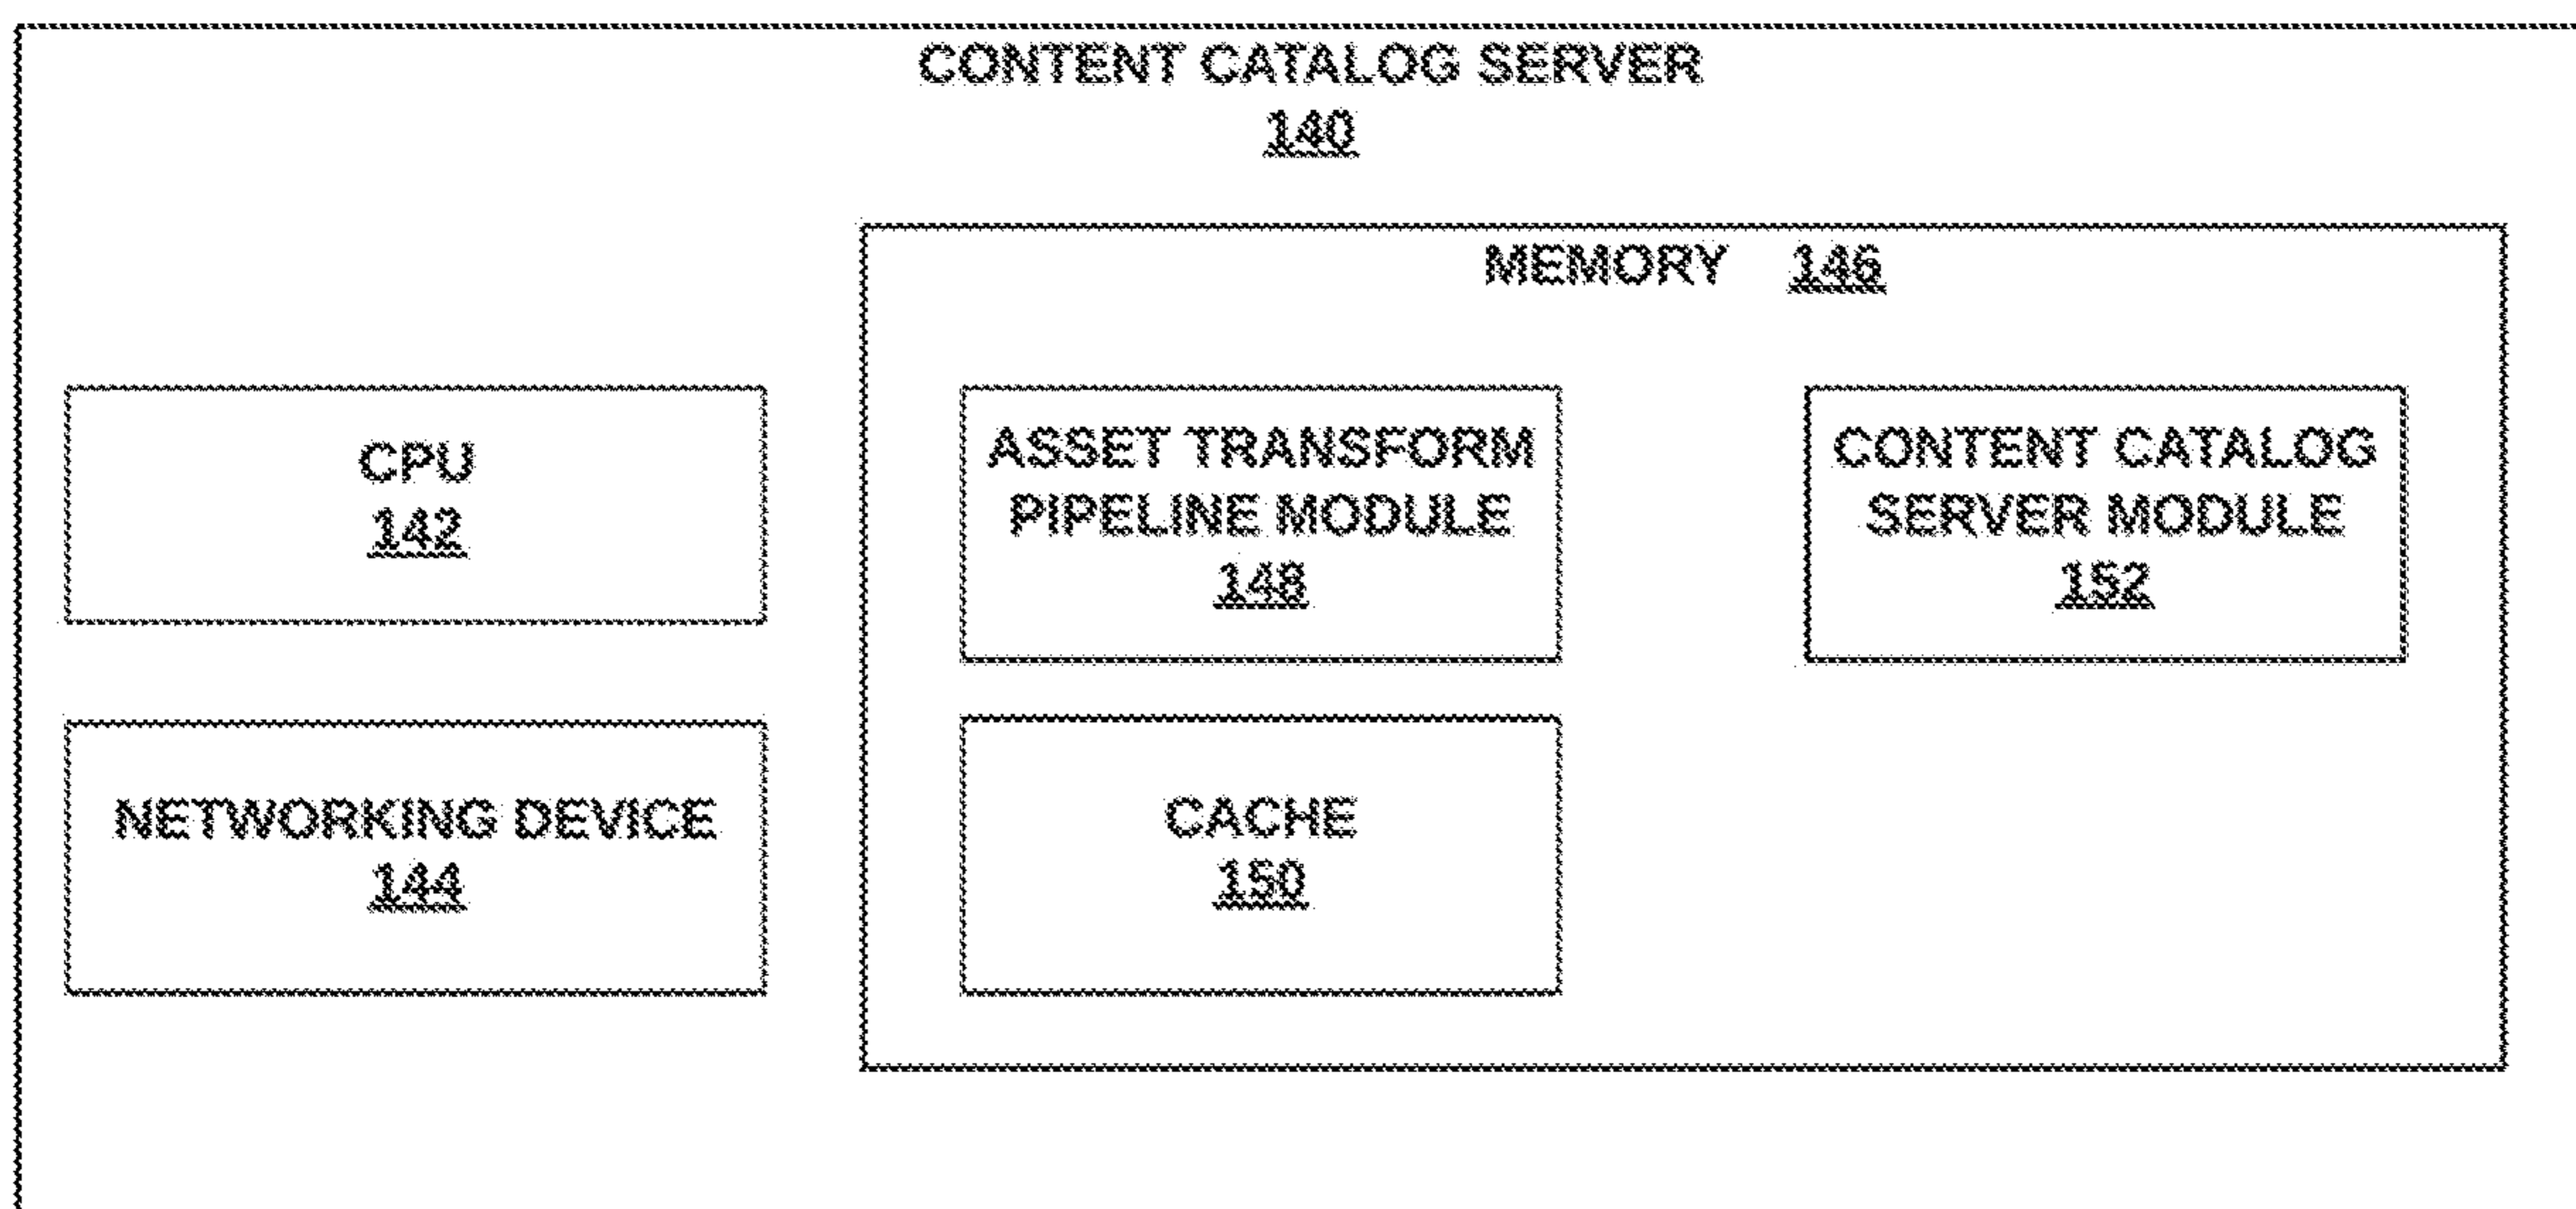 CONTENT CATALOG SERVER
140
MEMORY 146
CPU
142
ASSET TRANSFORM
PIPELINE MODULE
148
CONTENT CATALOG
SERVER MODULE
152
NETWORKING DEVICE
144
CACHE
150